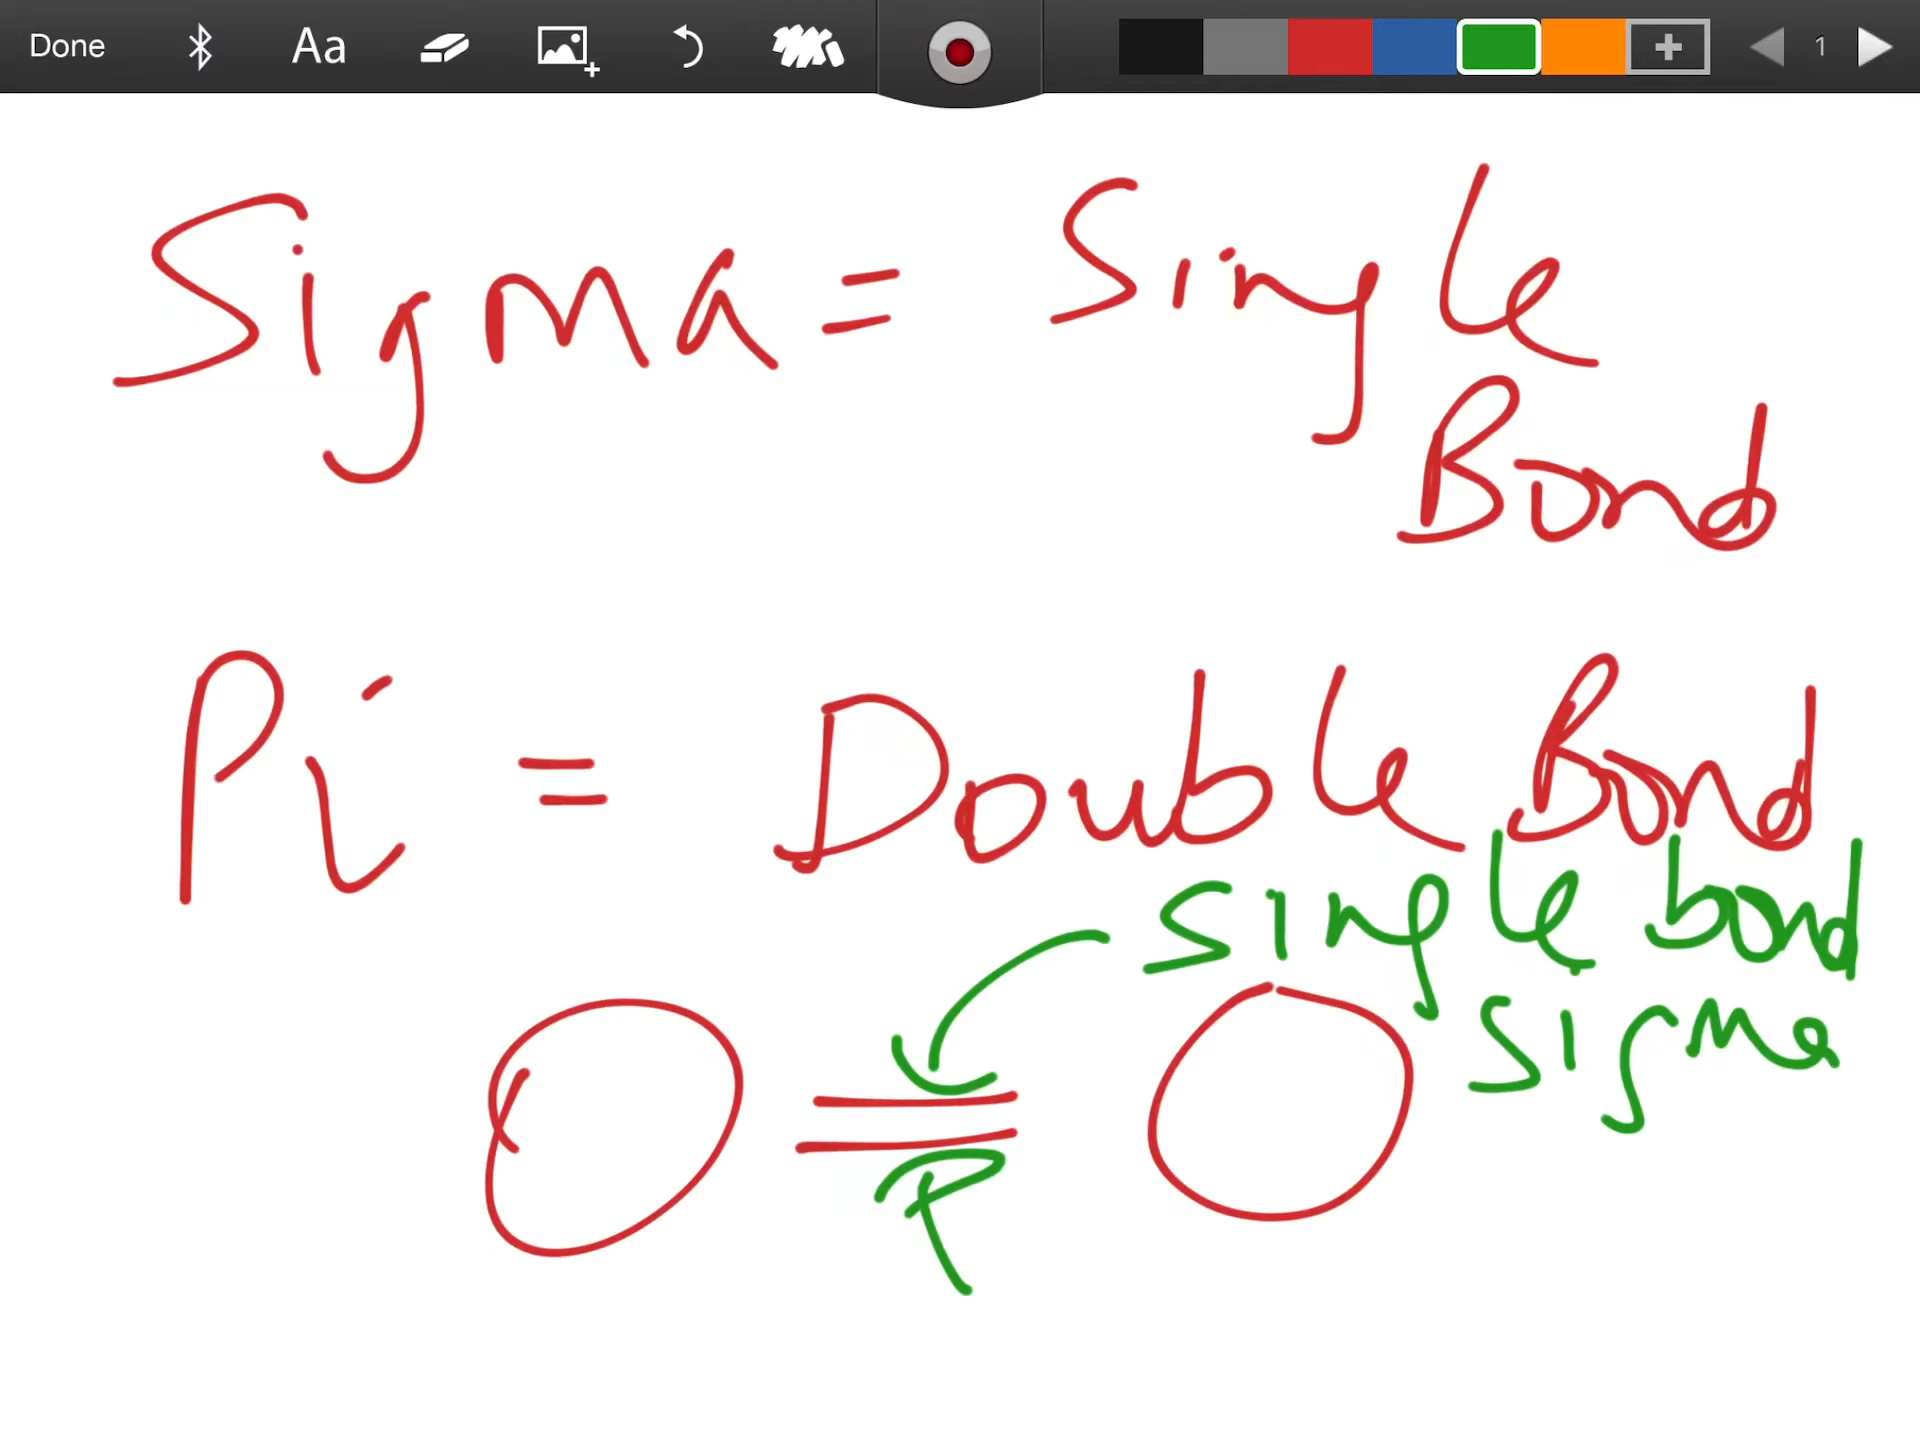 Done Aa 1
Sigma = Single
Bond
Pi = Double Bond
single bond
sigma